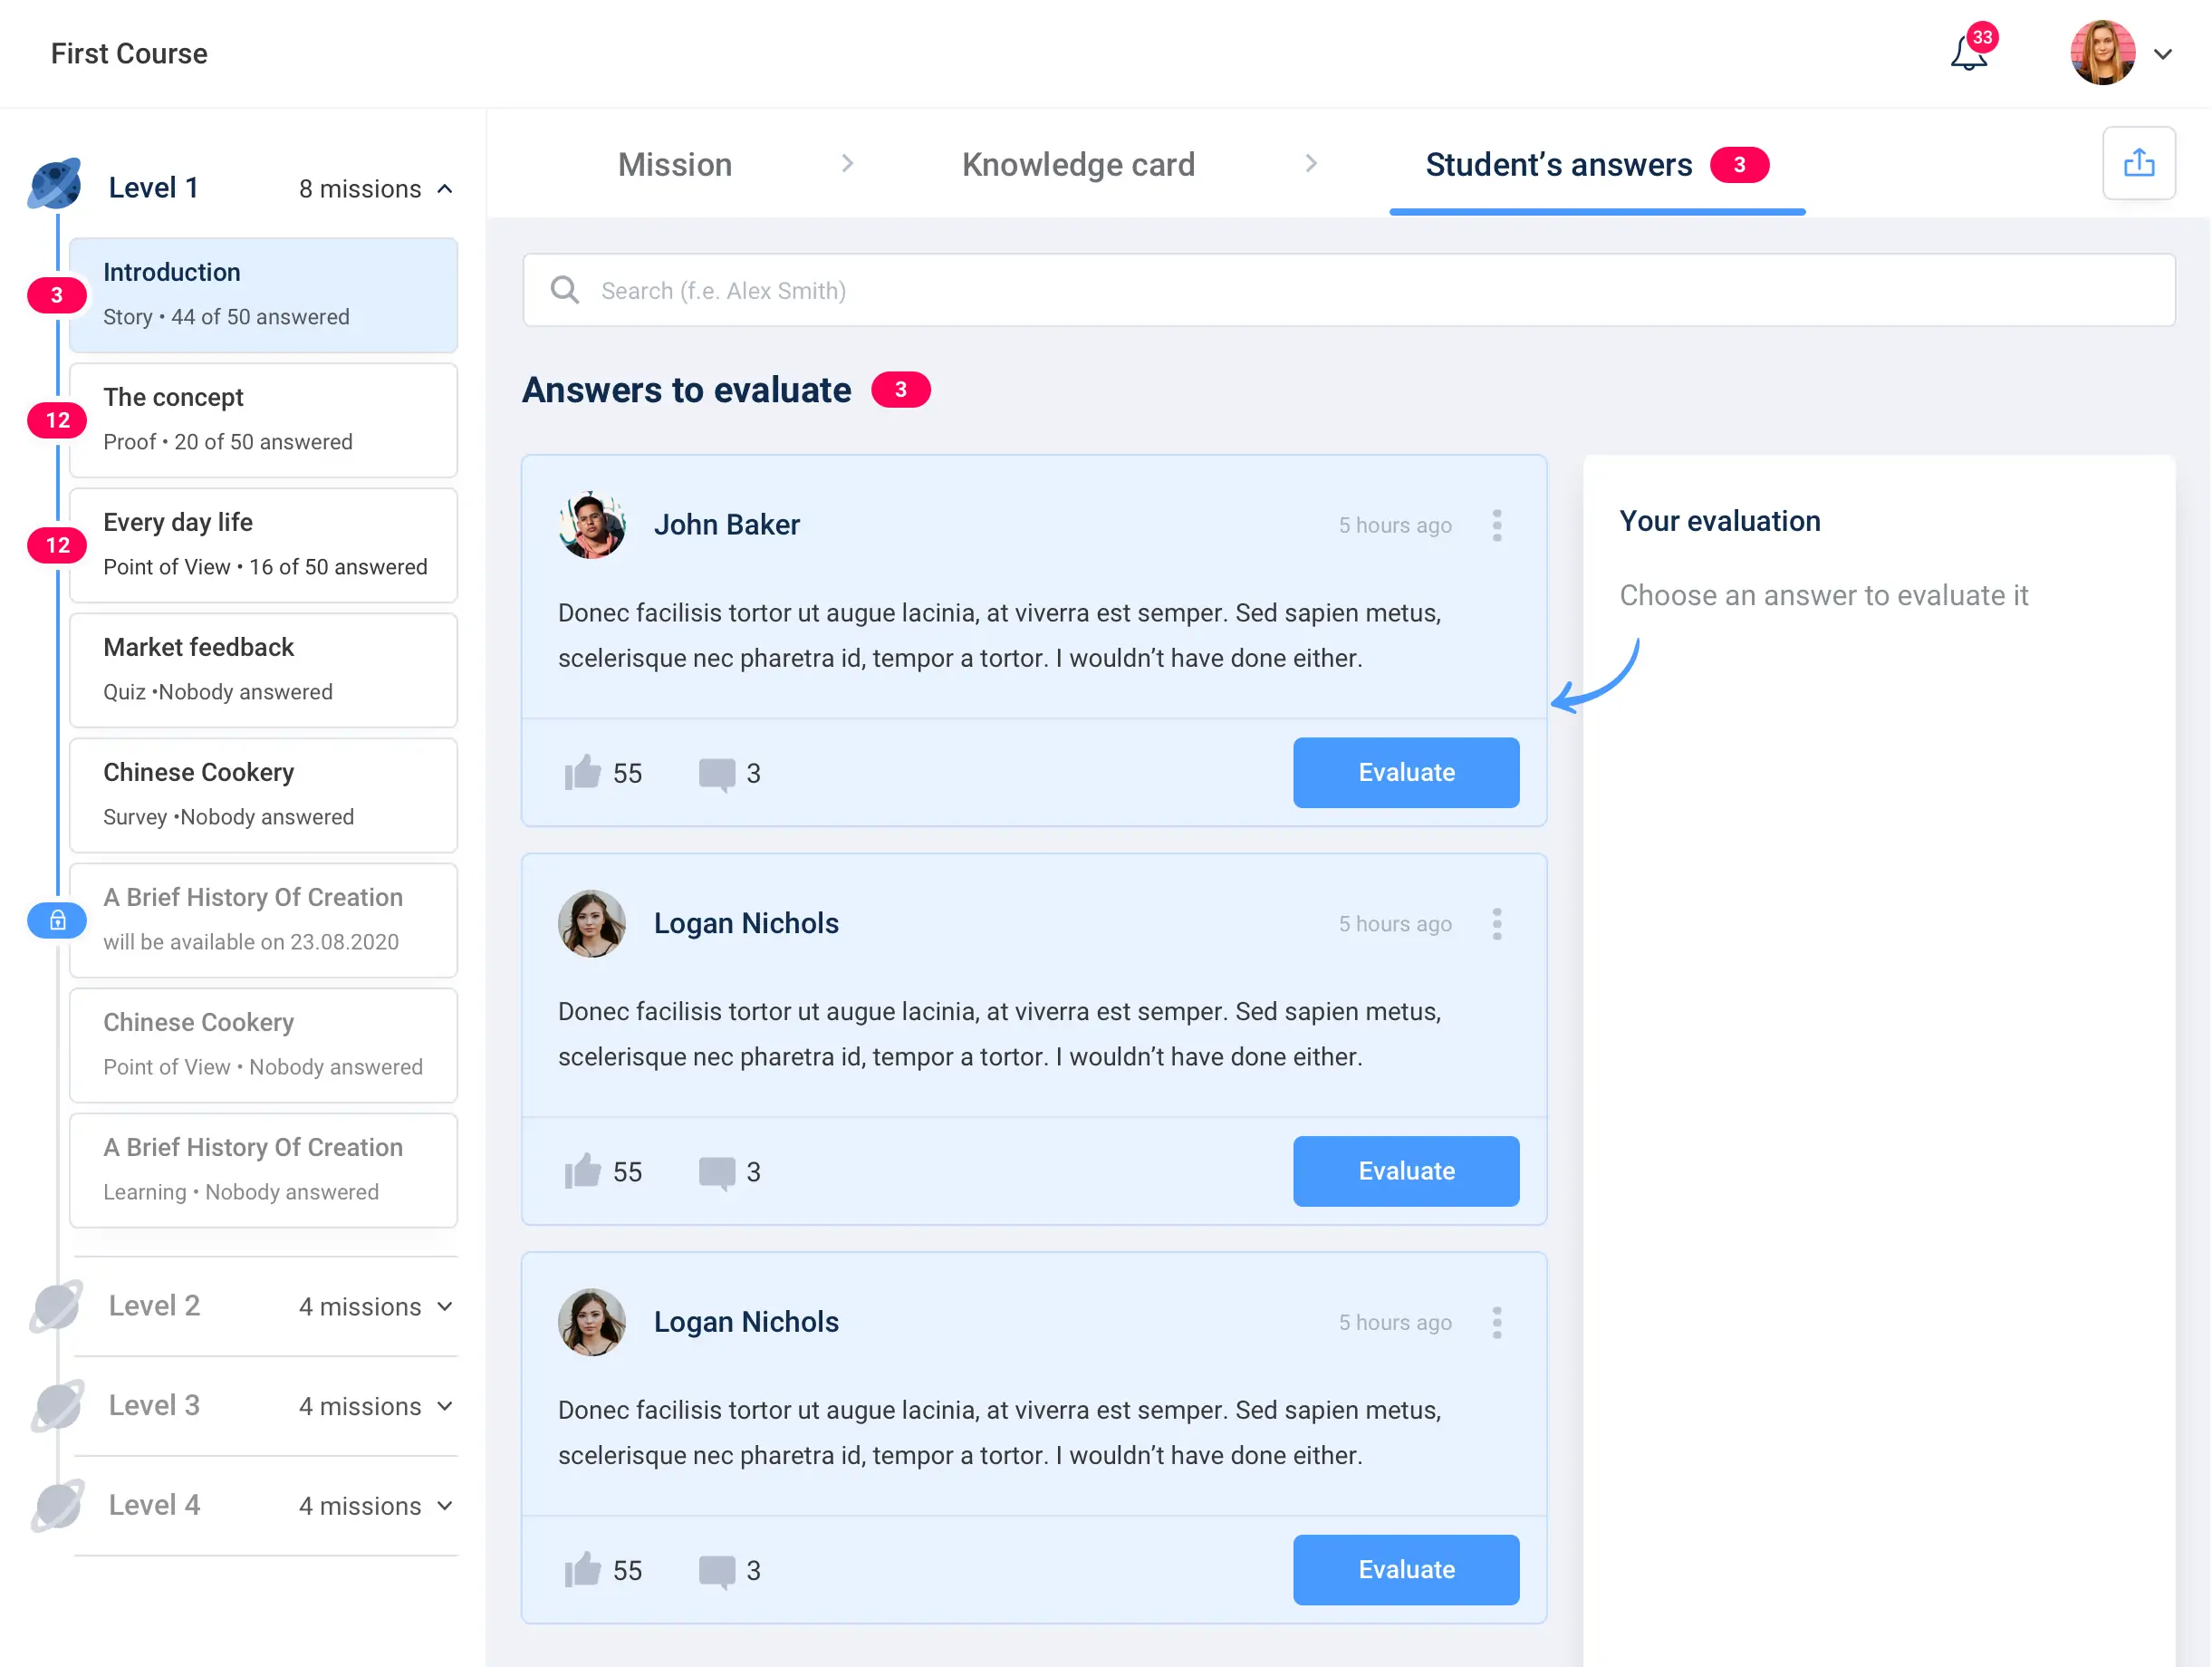 First Course
33
Level 1
8 missions
3
Introduction
Story • 44 of 50 answered
12
The concept
Proof • 20 of 50 answered
12
Every day life
Point of View • 16 of 50 answered
Market feedback
Quiz •Nobody answered
Chinese Cookery
Survey •Nobody answered
A Brief History Of Creation
will be available on 23.08.2020
Chinese Cookery
Point of View • Nobody answered
A Brief History Of Creation
Learning • Nobody answered
Level 2
4 missions
Level 3
4 missions
Level 4
4 missions
Mission
Knowledge card
Student’s answers 3
Search (f.e. Alex Smith)
Answers to evaluate 3
John Baker
5 hours ago
Donec facilisis tortor ut augue lacinia, at viverra est semper. Sed sapien metus,
scelerisque nec pharetra id, tempor a tortor. I wouldn’t have done either.
55
3
Evaluate
Logan Nichols
5 hours ago
Donec facilisis tortor ut augue lacinia, at viverra est semper. Sed sapien metus,
scelerisque nec pharetra id, tempor a tortor. I wouldn’t have done either.
55
3
Evaluate
Logan Nichols
5 hours ago
Donec facilisis tortor ut augue lacinia, at viverra est semper. Sed sapien metus,
scelerisque nec pharetra id, tempor a tortor. I wouldn’t have done either.
55
3
Evaluate
Your evaluation
Choose an answer to evaluate it